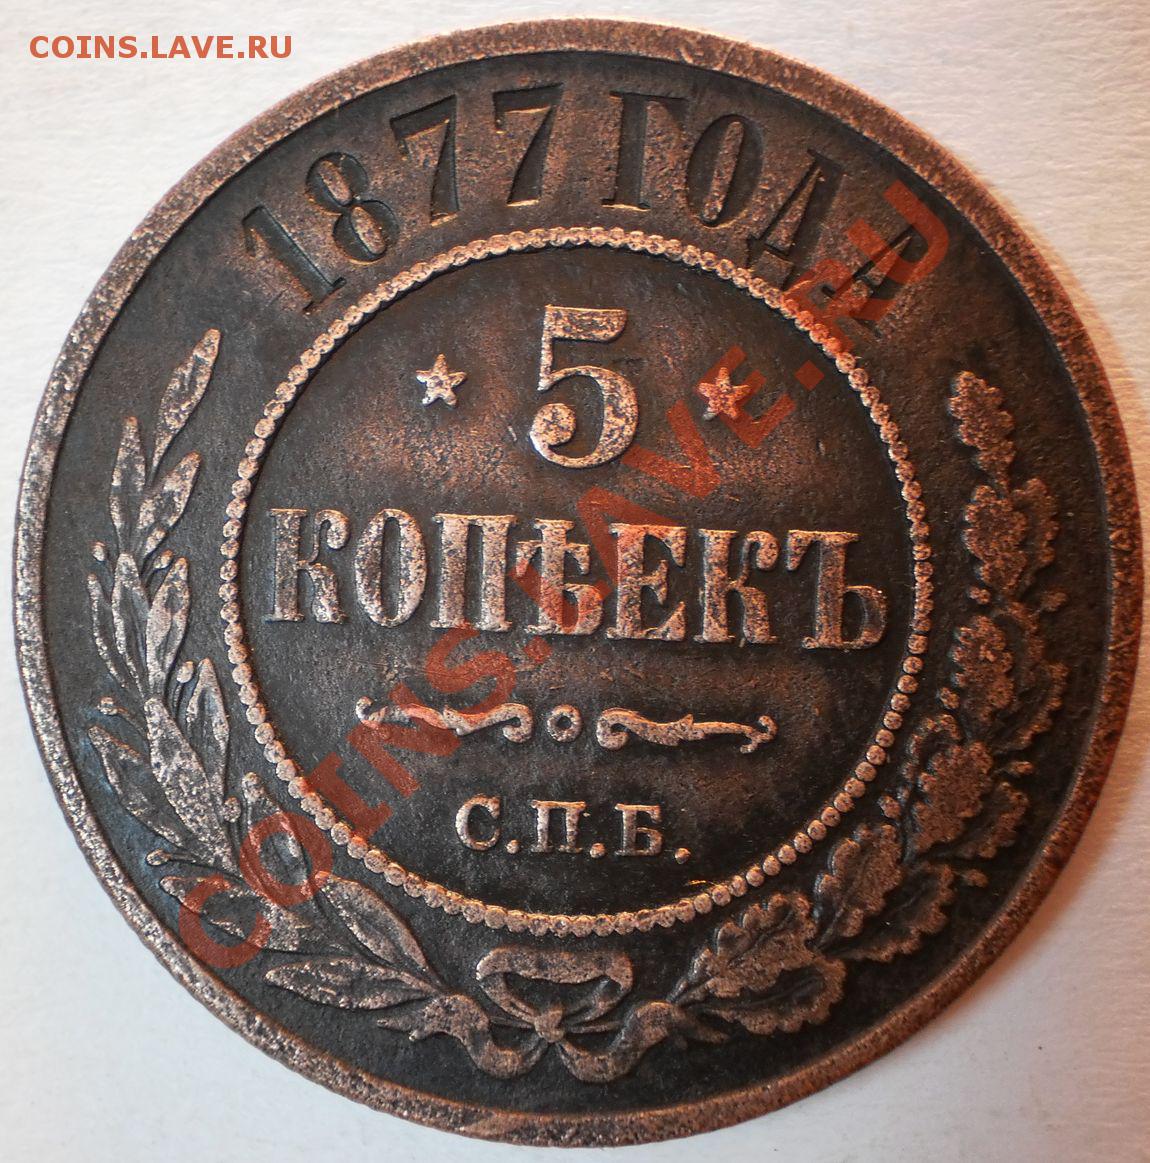 COINS.LAVE.RU
1877 ГОДА
5
КОПѢЕКЪ
С.П.Б.
COINS.LAVE.RU